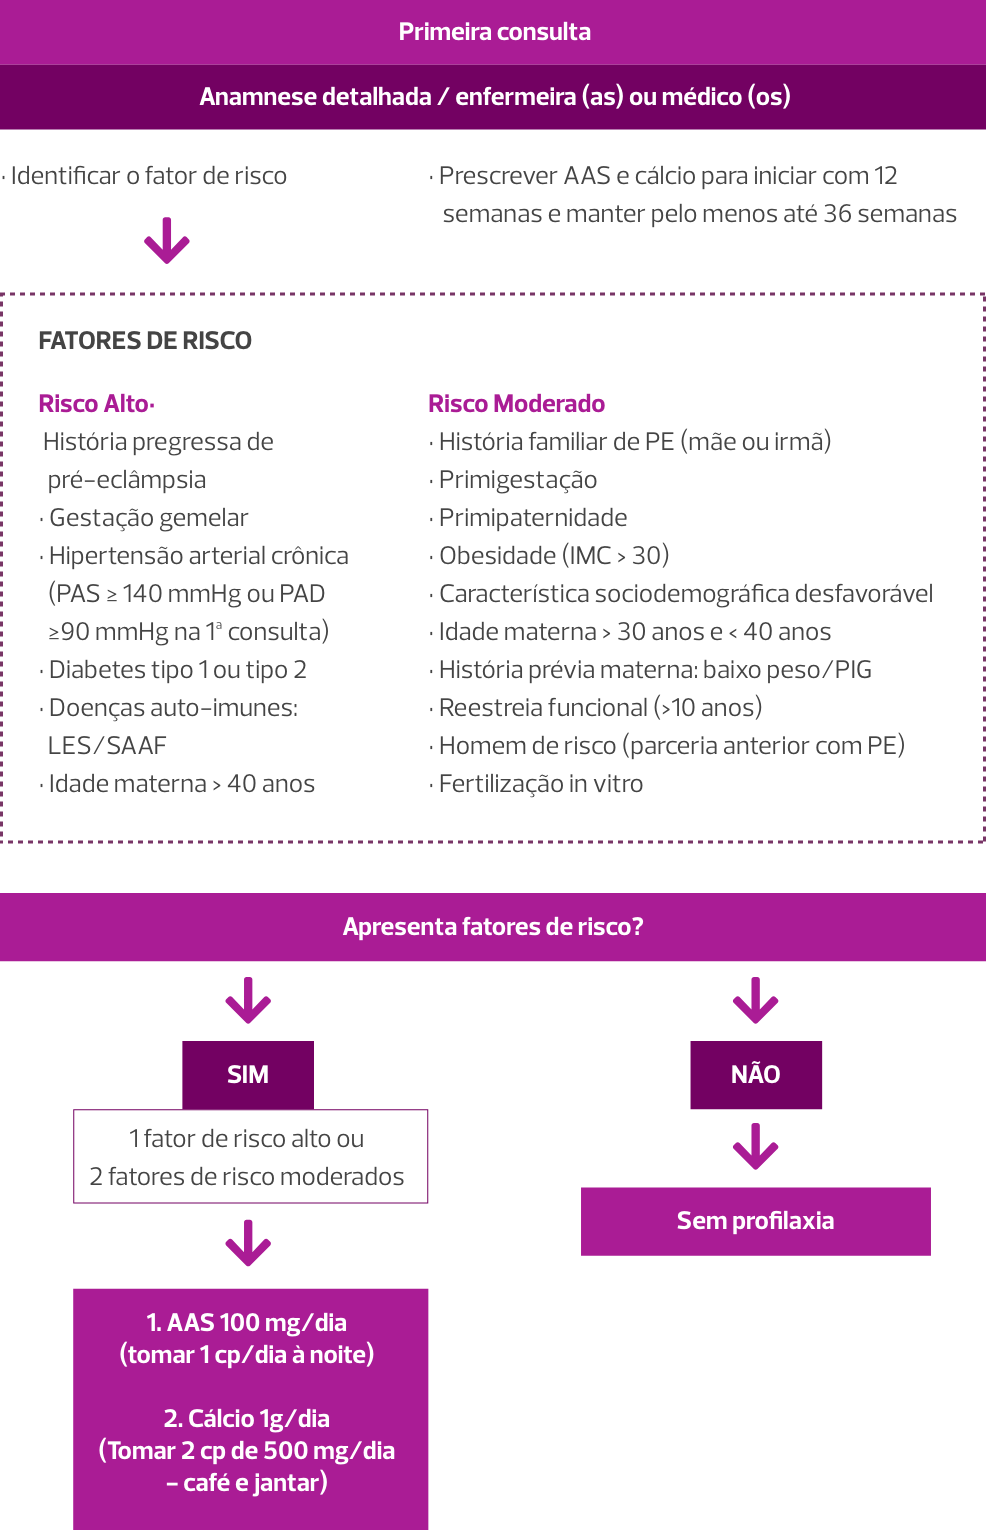 Primeira consulta
Anamnese detalhada / enfermeira (as) ou médico (os)
· Identificar o fator de risco
· Prescrever AAS e cálcio para iniciar com 12
semanas e manter pelo menos até 36 semanas
FATORES DE RISCO
Risco Alto·
História pregressa de
pré-eclâmpsia
· Gestação gemelar
· Hipertensão arterial crônica
(PAS ≥ 140 mmHg ou PAD
≥90 mmHg na 1ª consulta)
· Diabetes tipo 1 ou tipo 2
· Doenças auto-imunes:
LES/SAAF
· Idade materna > 40 anos
Risco Moderado
· História familiar de PE (mãe ou irmã)
· Primigestação
· Primipaternidade
· Obesidade (IMC > 30)
· Característica sociodemográfica desfavorável
· Idade materna > 30 anos e < 40 anos
· História prévia materna: baixo peso/PIG
· Reestreia funcional (>10 anos)
· Homem de risco (parceria anterior com PE)
· Fertilização in vitro
Apresenta fatores de risco?
SIM
1 fator de risco alto ou
2 fatores de risco moderados
1. AAS 100 mg/dia
(tomar 1 cp/dia à noite)
2. Cálcio 1g/dia
(Tomar 2 cp de 500 mg/dia
- café e jantar)
NÃO
Sem profilaxia